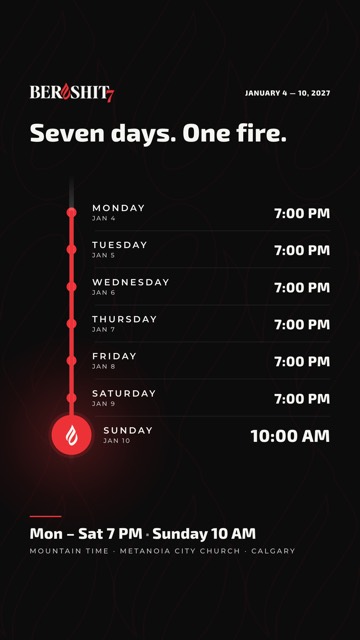 BERESHIT7
JANUARY 4 — 10, 2027
Seven days. One fire.
MONDAY
JAN 4
7:00 PM
TUESDAY
JAN 5
7:00 PM
WEDNESDAY
JAN 6
7:00 PM
THURSDAY
JAN 7
7:00 PM
FRIDAY
JAN 8
7:00 PM
SATURDAY
JAN 9
7:00 PM
SUNDAY
JAN 10
10:00 AM
Mon – Sat 7 PM · Sunday 10 AM
MOUNTAIN TIME · METANOIA CITY CHURCH · CALGARY